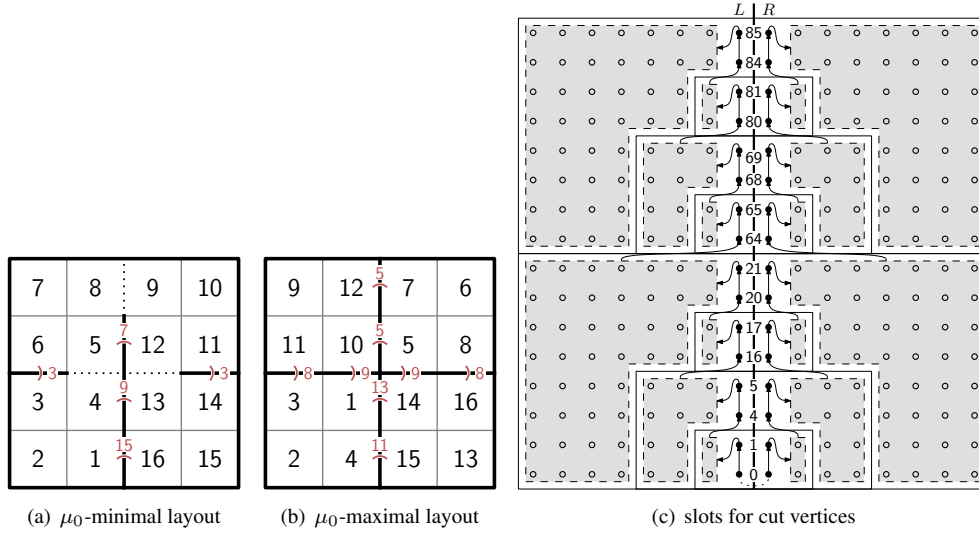 7 8 9 10
7
6 5 12 11
3 3
9
3 4 13 14
15
2 1 16 15
(a) μ₀-minimal layout
5
9 12 7 6
5
11 10 5 8
8 9 9 8
13
3 1 14 16
11
2 4 15 13
(b) μ₀-maximal layout
L R
85
84
81
80
69
68
65
64
21
20
17
16
5
4
1
0
(c) slots for cut vertices